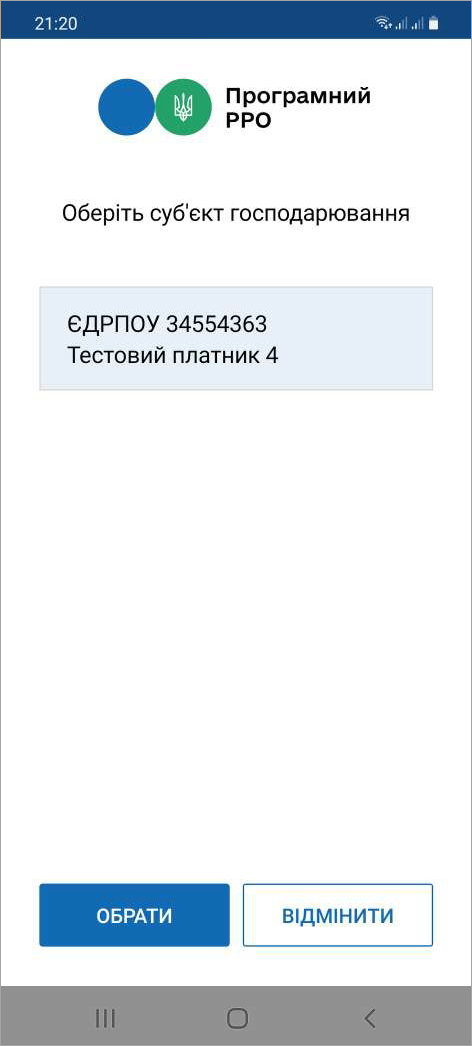 21:20
Програмний
РРО
Оберіть суб'єкт господарювання
ЄДРПОУ 34554363
Тестовий платник 4
ОБРАТИ
ВІДМІНИТИ